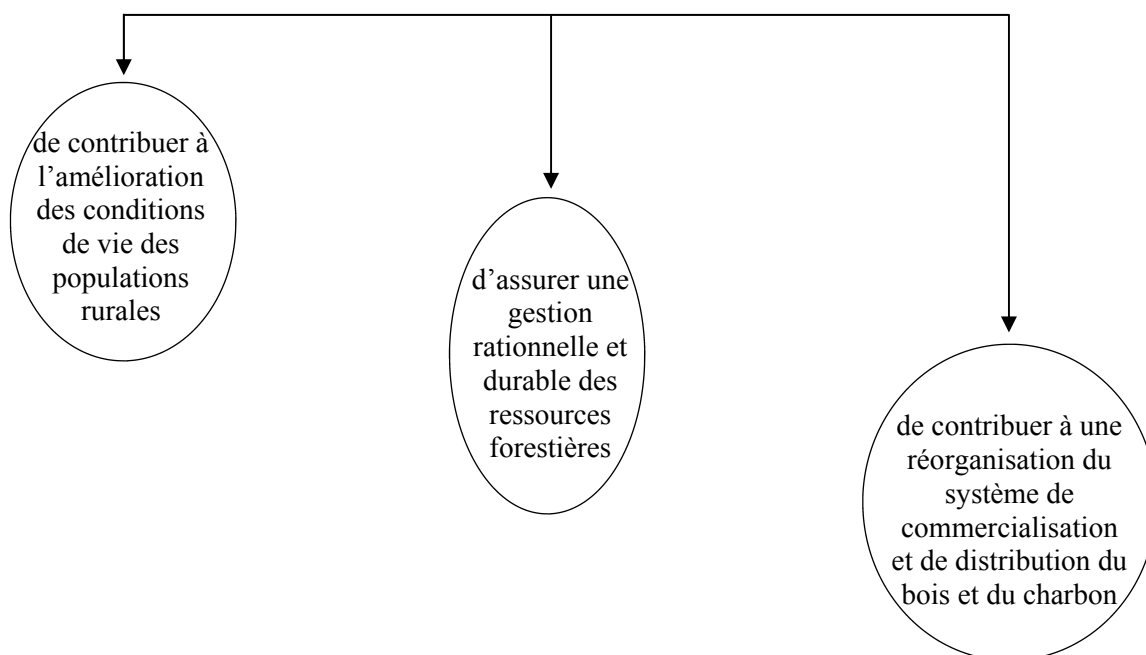 de contribuer à
l’amélioration
des conditions
de vie des
populations
rurales
d’assurer une
gestion
rationnelle et
durable des
ressources
forestières
de contribuer à une
réorganisation du
système de
commercialisation
et de distribution du
bois et du charbon